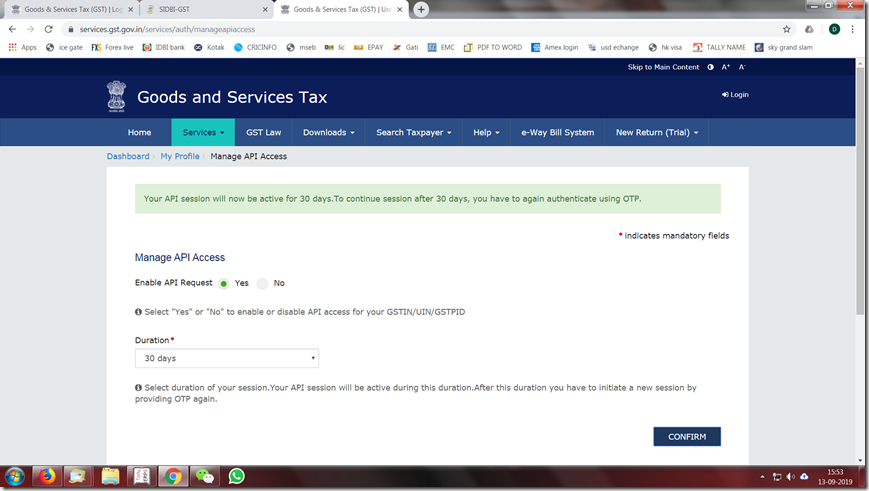 Goods & Services Tax (GST) | Log
SIDBI-GST
Goods & Services Tax (GST) | Use
services.gst.gov.in/services/auth/manageapiaccess
D
Apps ice gate Forex live IDBI bank Kotak CRICINFO mseb lic EPAY Gati EMC PDF TO WORD Amex login usd echange hk visa TALLY NAME sky grand slam
Skip to Main Content A+ A-
Goods and Services Tax
Login
Home Services GST Law Downloads Search Taxpayer Help e-Way Bill System New Return (Trial)
Dashboard My Profile Manage API Access
Your API session will now be active for 30 days.To continue session after 30 days, you have to again authenticate using OTP.
* indicates mandatory fields
Manage API Access
Enable API Request Yes No
Select "Yes" or "No" to enable or disable API access for your GSTIN/UIN/GSTPID
Duration*
30 days
Select duration of your session.Your API session will be active during this duration.After this duration you have to initiate a new session by
providing OTP again.
CONFIRM
15:53
13-09-2019